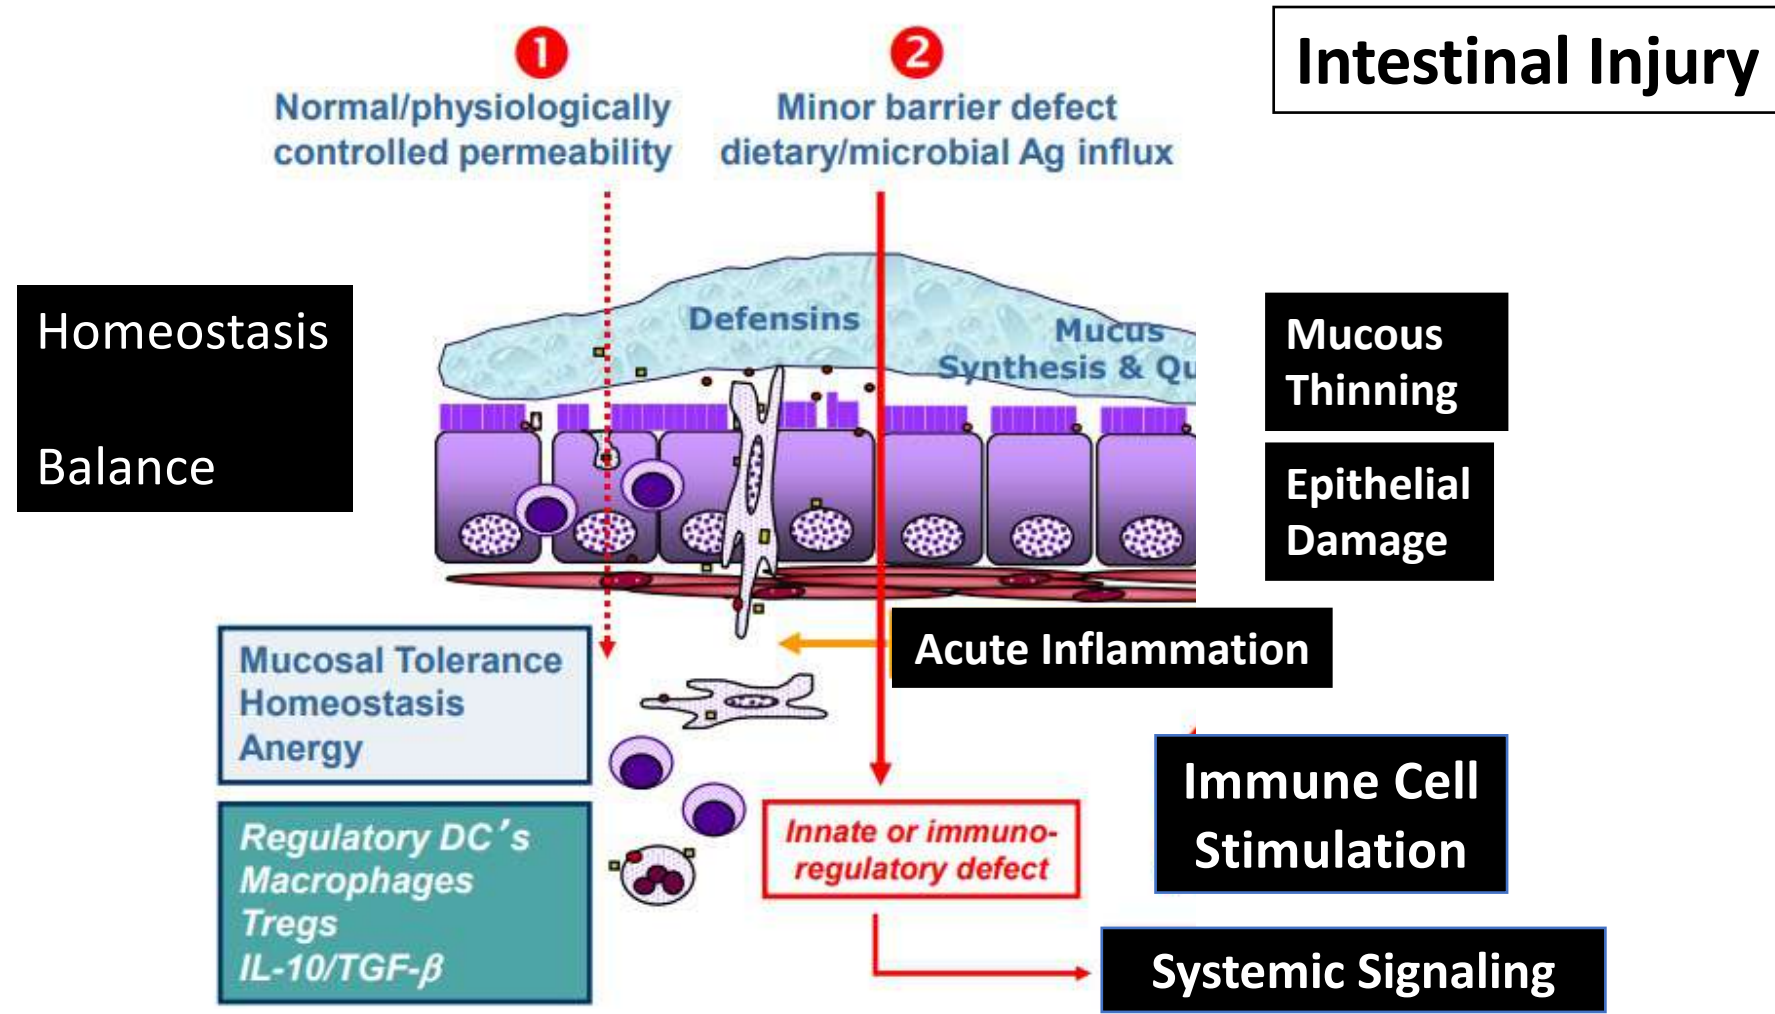 Intestinal Injury
1
Normal/physiologically
controlled permeability
2
Minor barrier defect
dietary/microbial Ag influx
Homeostasis
Balance
Defensins
Mucus
Synthesis & Qu
Mucous
Thinning
Epithelial
Damage
Acute Inflammation
Mucosal Tolerance
Homeostasis
Anergy
Regulatory DC's
Macrophages
Tregs
IL-10/TGF-β
Innate or immuno-
regulatory defect
Immune Cell
Stimulation
Systemic Signaling